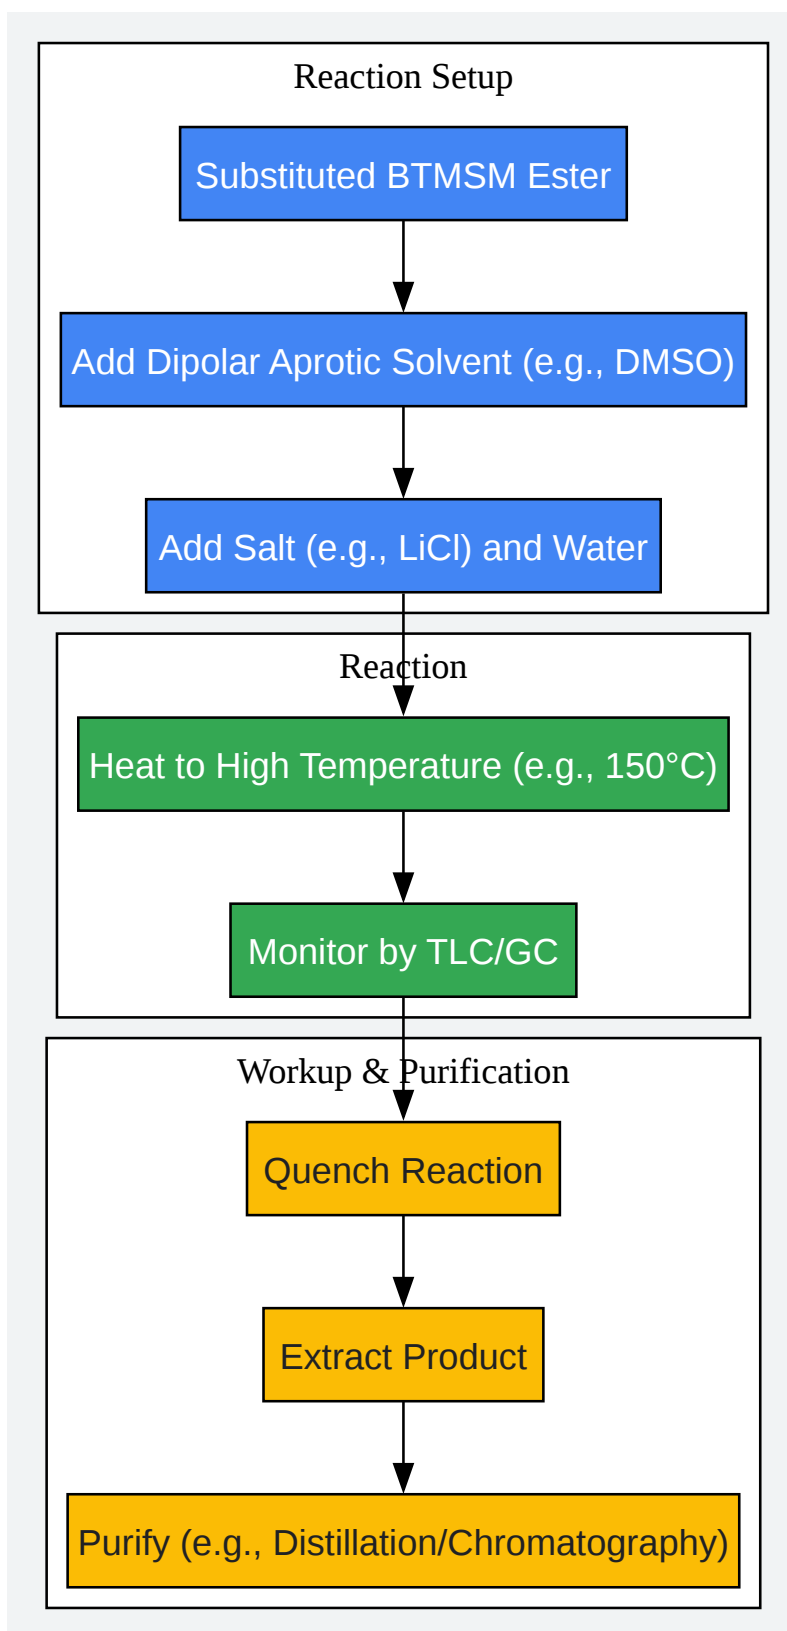 Reaction Setup
Substituted BTMSM Ester
Add Dipolar Aprotic Solvent (e.g., DMSO)
Add Salt (e.g., LiCl) and Water
Reaction
Heat to High Temperature (e.g., 150°C)
Monitor by TLC/GC
Workup & Purification
Quench Reaction
Extract Product
Purify (e.g., Distillation/Chromatography)